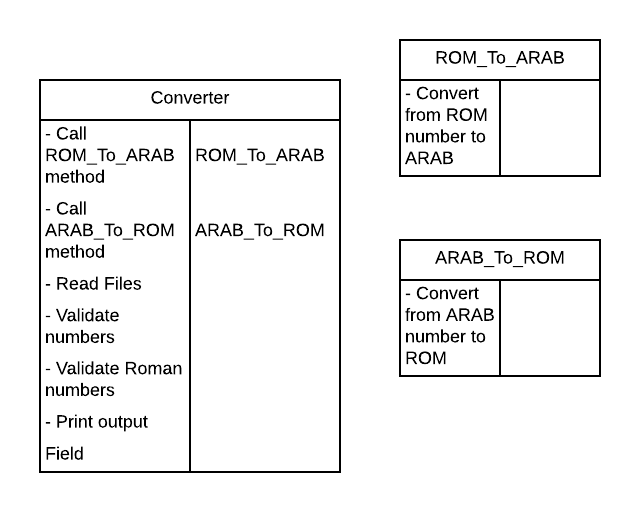 Converter
- Call
ROM_To_ARAB
method
ROM_To_ARAB
- Call
ARAB_To_ROM
method
ARAB_To_ROM
- Read Files
- Validate
numbers
- Validate Roman
numbers
- Print output
Field
ROM_To_ARAB
- Convert
from ROM
number to
ARAB
ARAB_To_ROM
- Convert
from ARAB
number to
ROM